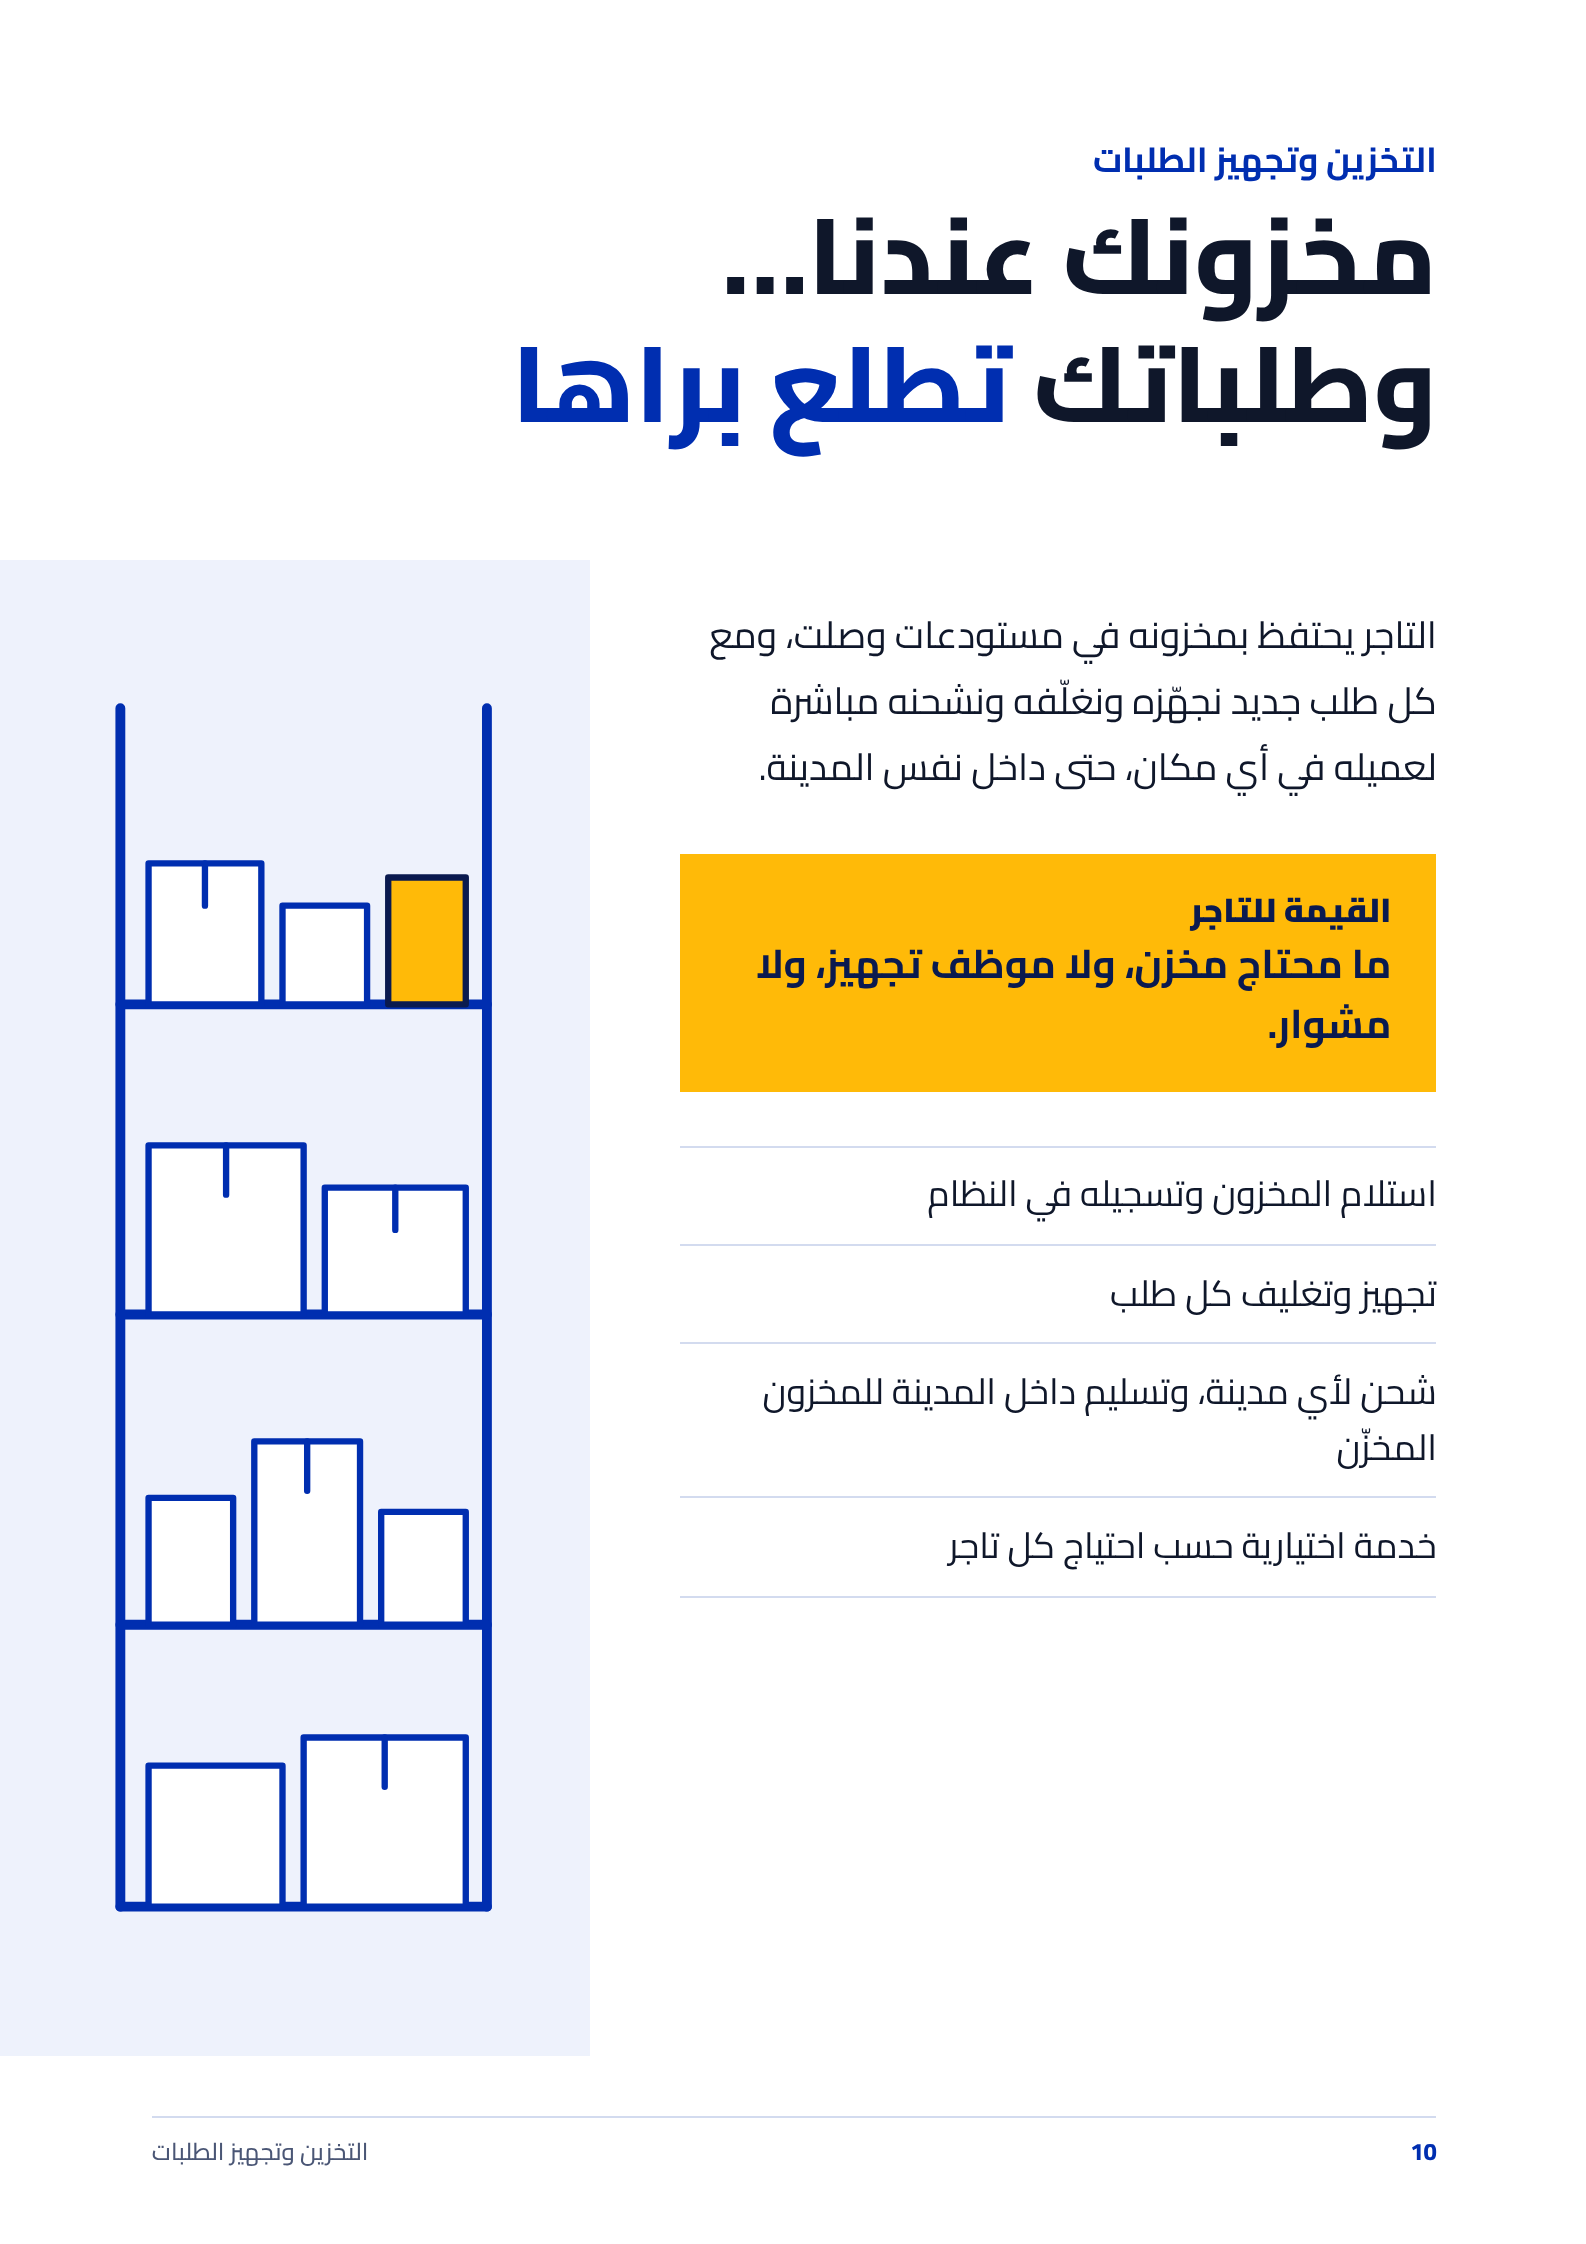 التخزين وتجهيز الطلبات
مخزونك عندنا...
وطلباتك تطلع براها
التاجر يحتفظ بمخزونه في مستودعات وصلت، ومع
كل طلب جديد نجهّزه ونغلّفه ونشحنه مباشرة
لعميله في أي مكان، حتى داخل نفس المدينة.
القيمة للتاجر
ما محتاج مخزن، ولا موظف تجهيز، ولا
مشوار.
استلام المخزون وتسجيله في النظام
تجهيز وتغليف كل طلب
شحن لأي مدينة، وتسليم داخل المدينة للمخزون
المخزّن
خدمة اختيارية حسب احتياج كل تاجر
10
التخزين وتجهيز الطلبات